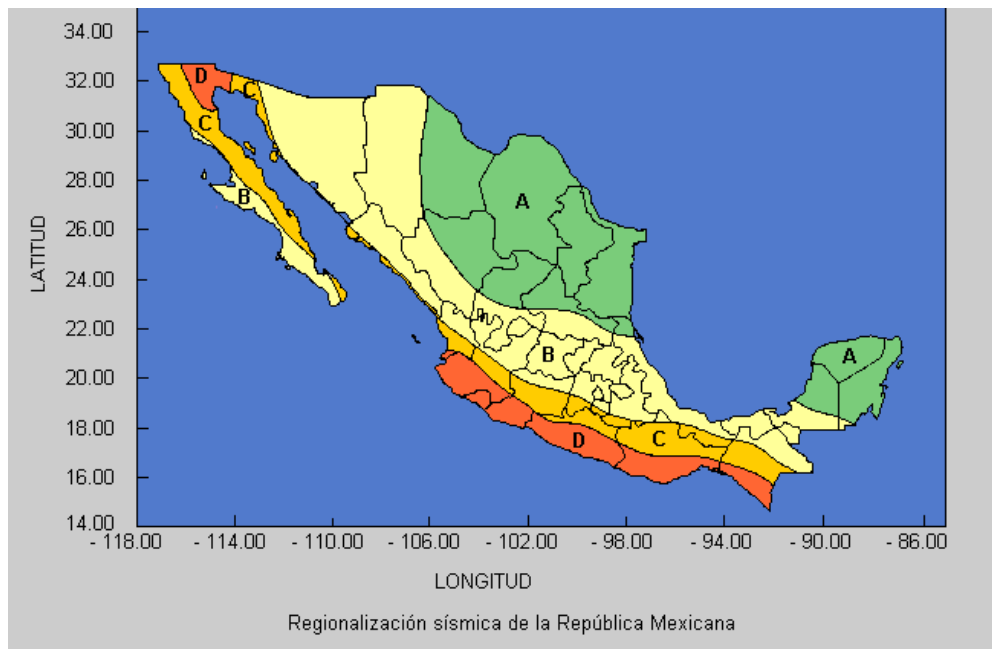 34.00
32.00
30.00
28.00
26.00
24.00
22.00
20.00
18.00
16.00
14.00
LATITUD
D
C
C
B
A
B
A
D
C
- 118.00 - 114.00 - 110.00 - 106.00 - 102.00 - 98.00 - 94.00 - 90.00 - 86.00
LONGITUD
Regionalización sísmica de la República Mexicana